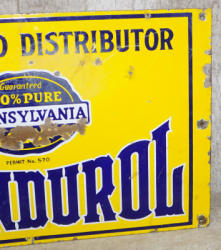 D DISTRIBUTOR
Guaranteed
0% PURE
NSYLVANIA
PERMIT No. 570
NDUROL